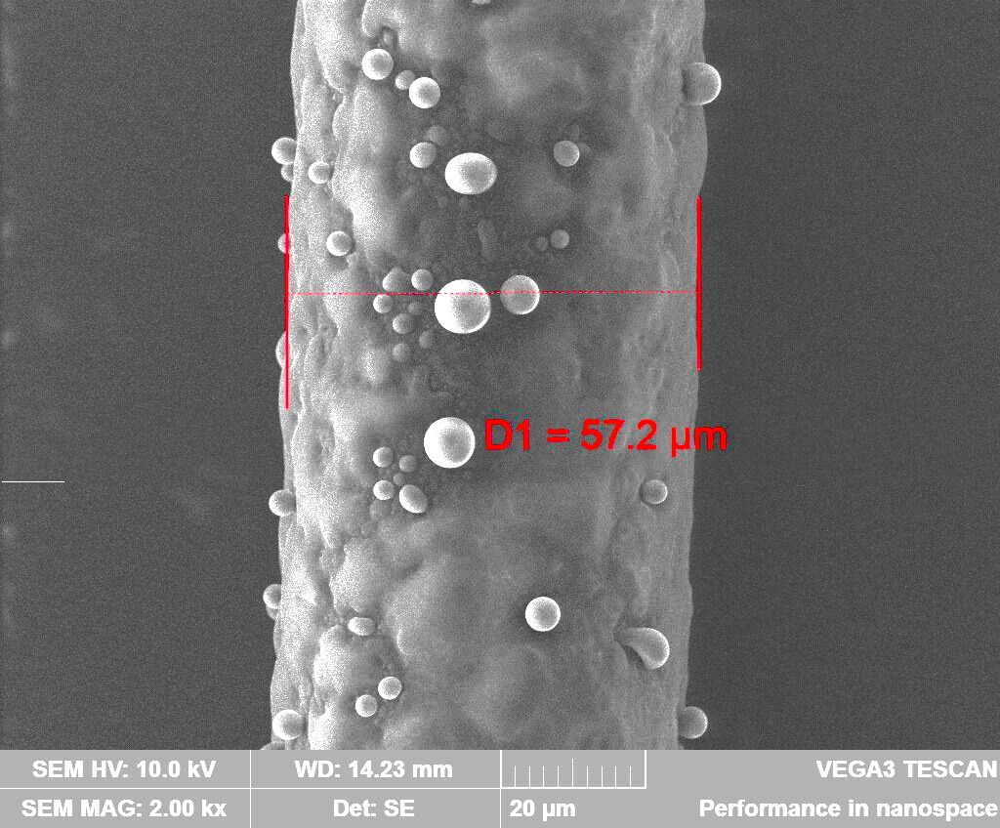 D1 = 57.2 µm
SEM HV: 10.0 kV
WD: 14.23 mm
VEGA3 TESCAN
SEM MAG: 2.00 kx
Det: SE
20 µm
Performance in nanospace